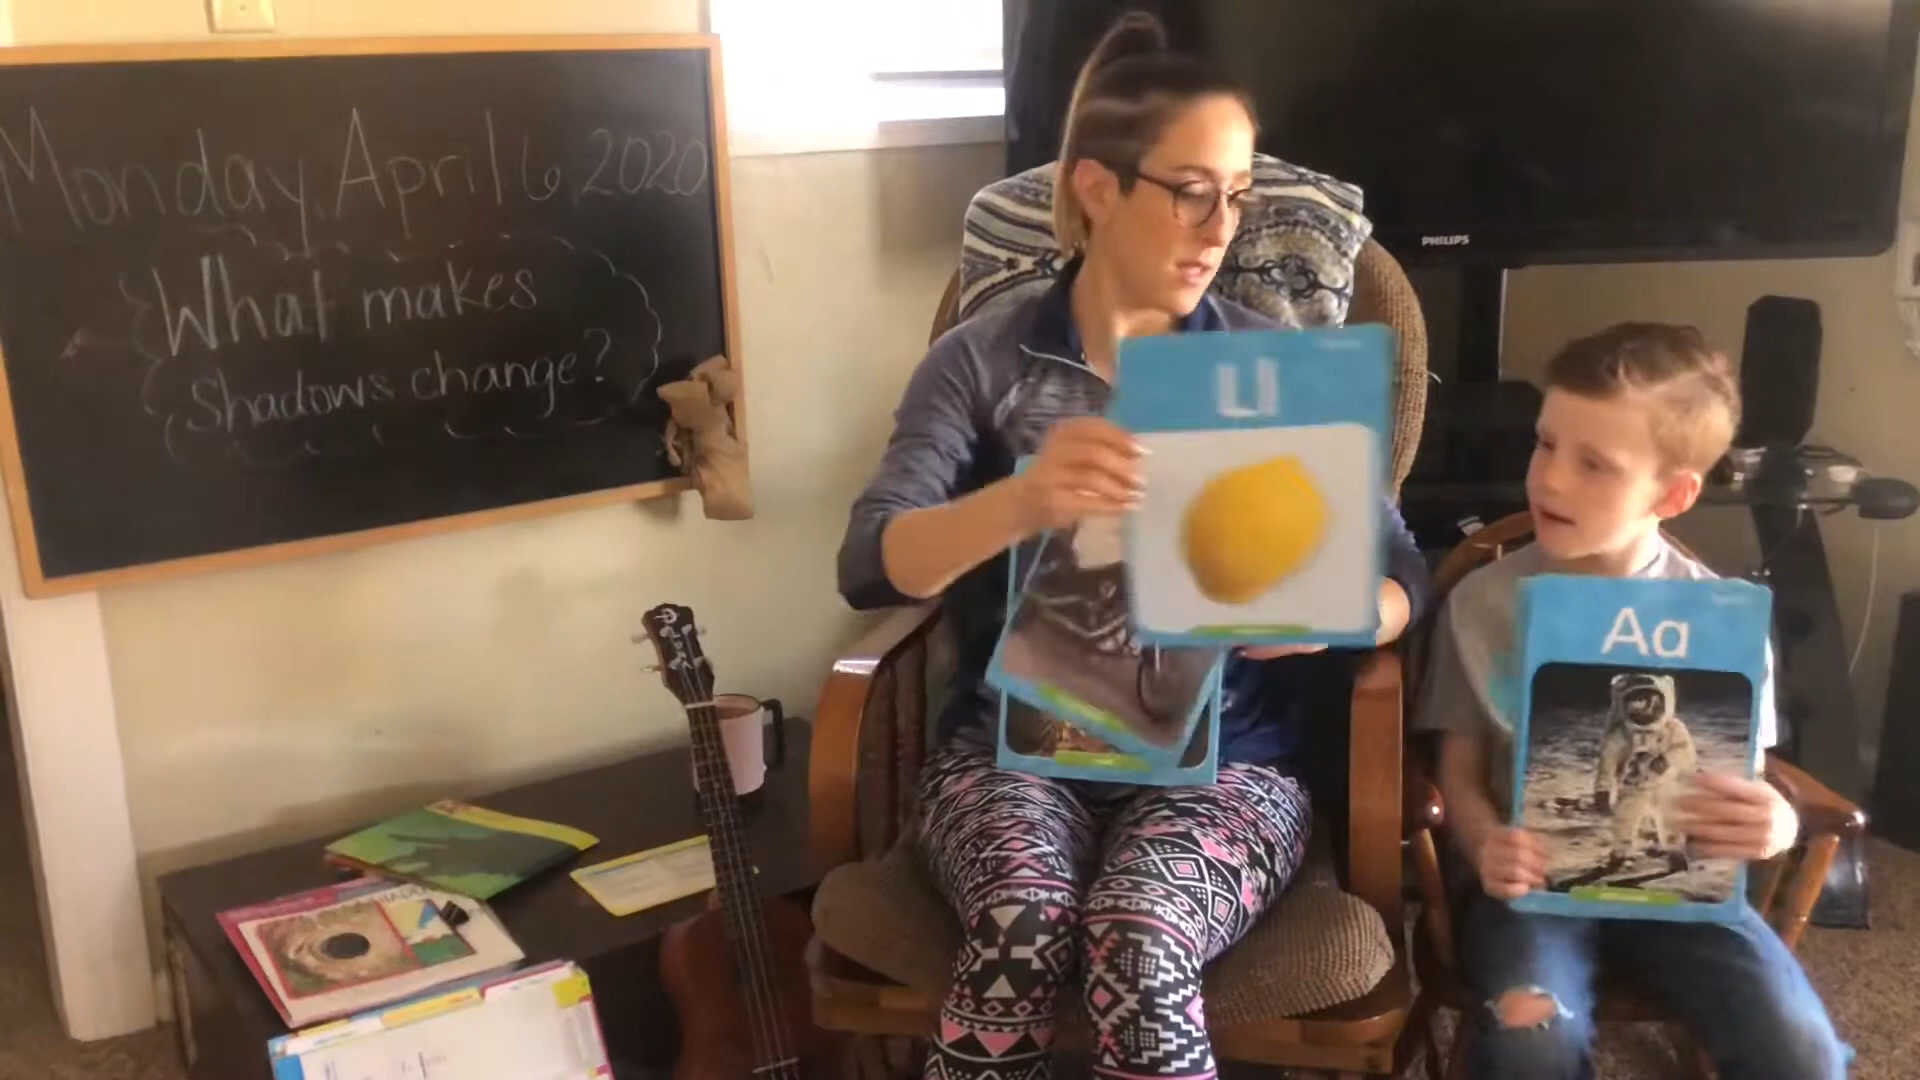 Monday, April 6, 2020
What makes
Shadows change?
Ll
PHILIPS
Aa